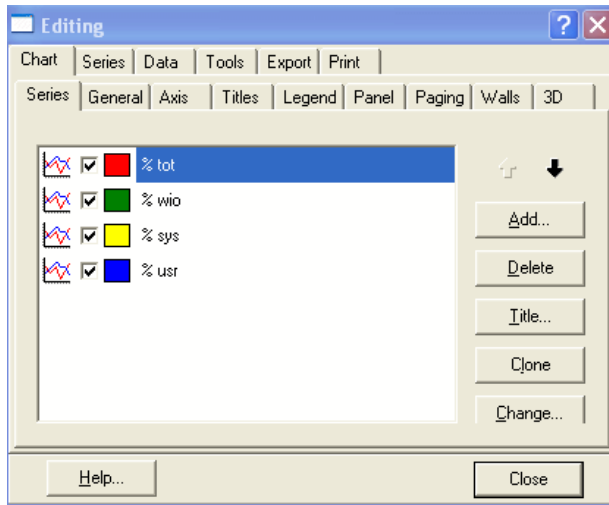 Editing
Chart Series Data Tools Export Print
Series General Axis Titles Legend Panel Paging Walls 3D
% tot
% wio
% sys
% usr
Add...
Delete
Title...
Clone
Change...
Help...
Close